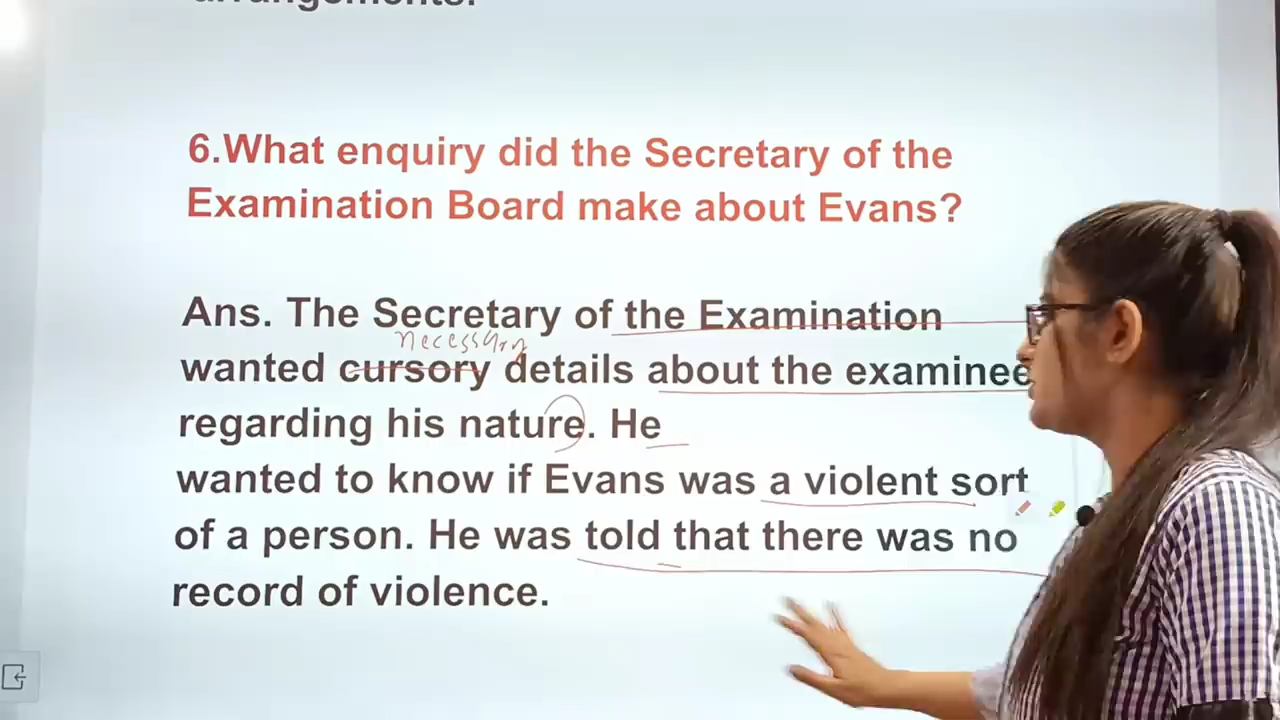 arrangements.
6.What enquiry did the Secretary of the
Examination Board make about Evans?
Ans. The Secretary of the Examination
necessary
wanted cursory details about the examinee
regarding his nature. He
wanted to know if Evans was a violent sort
of a person. He was told that there was no
record of violence.